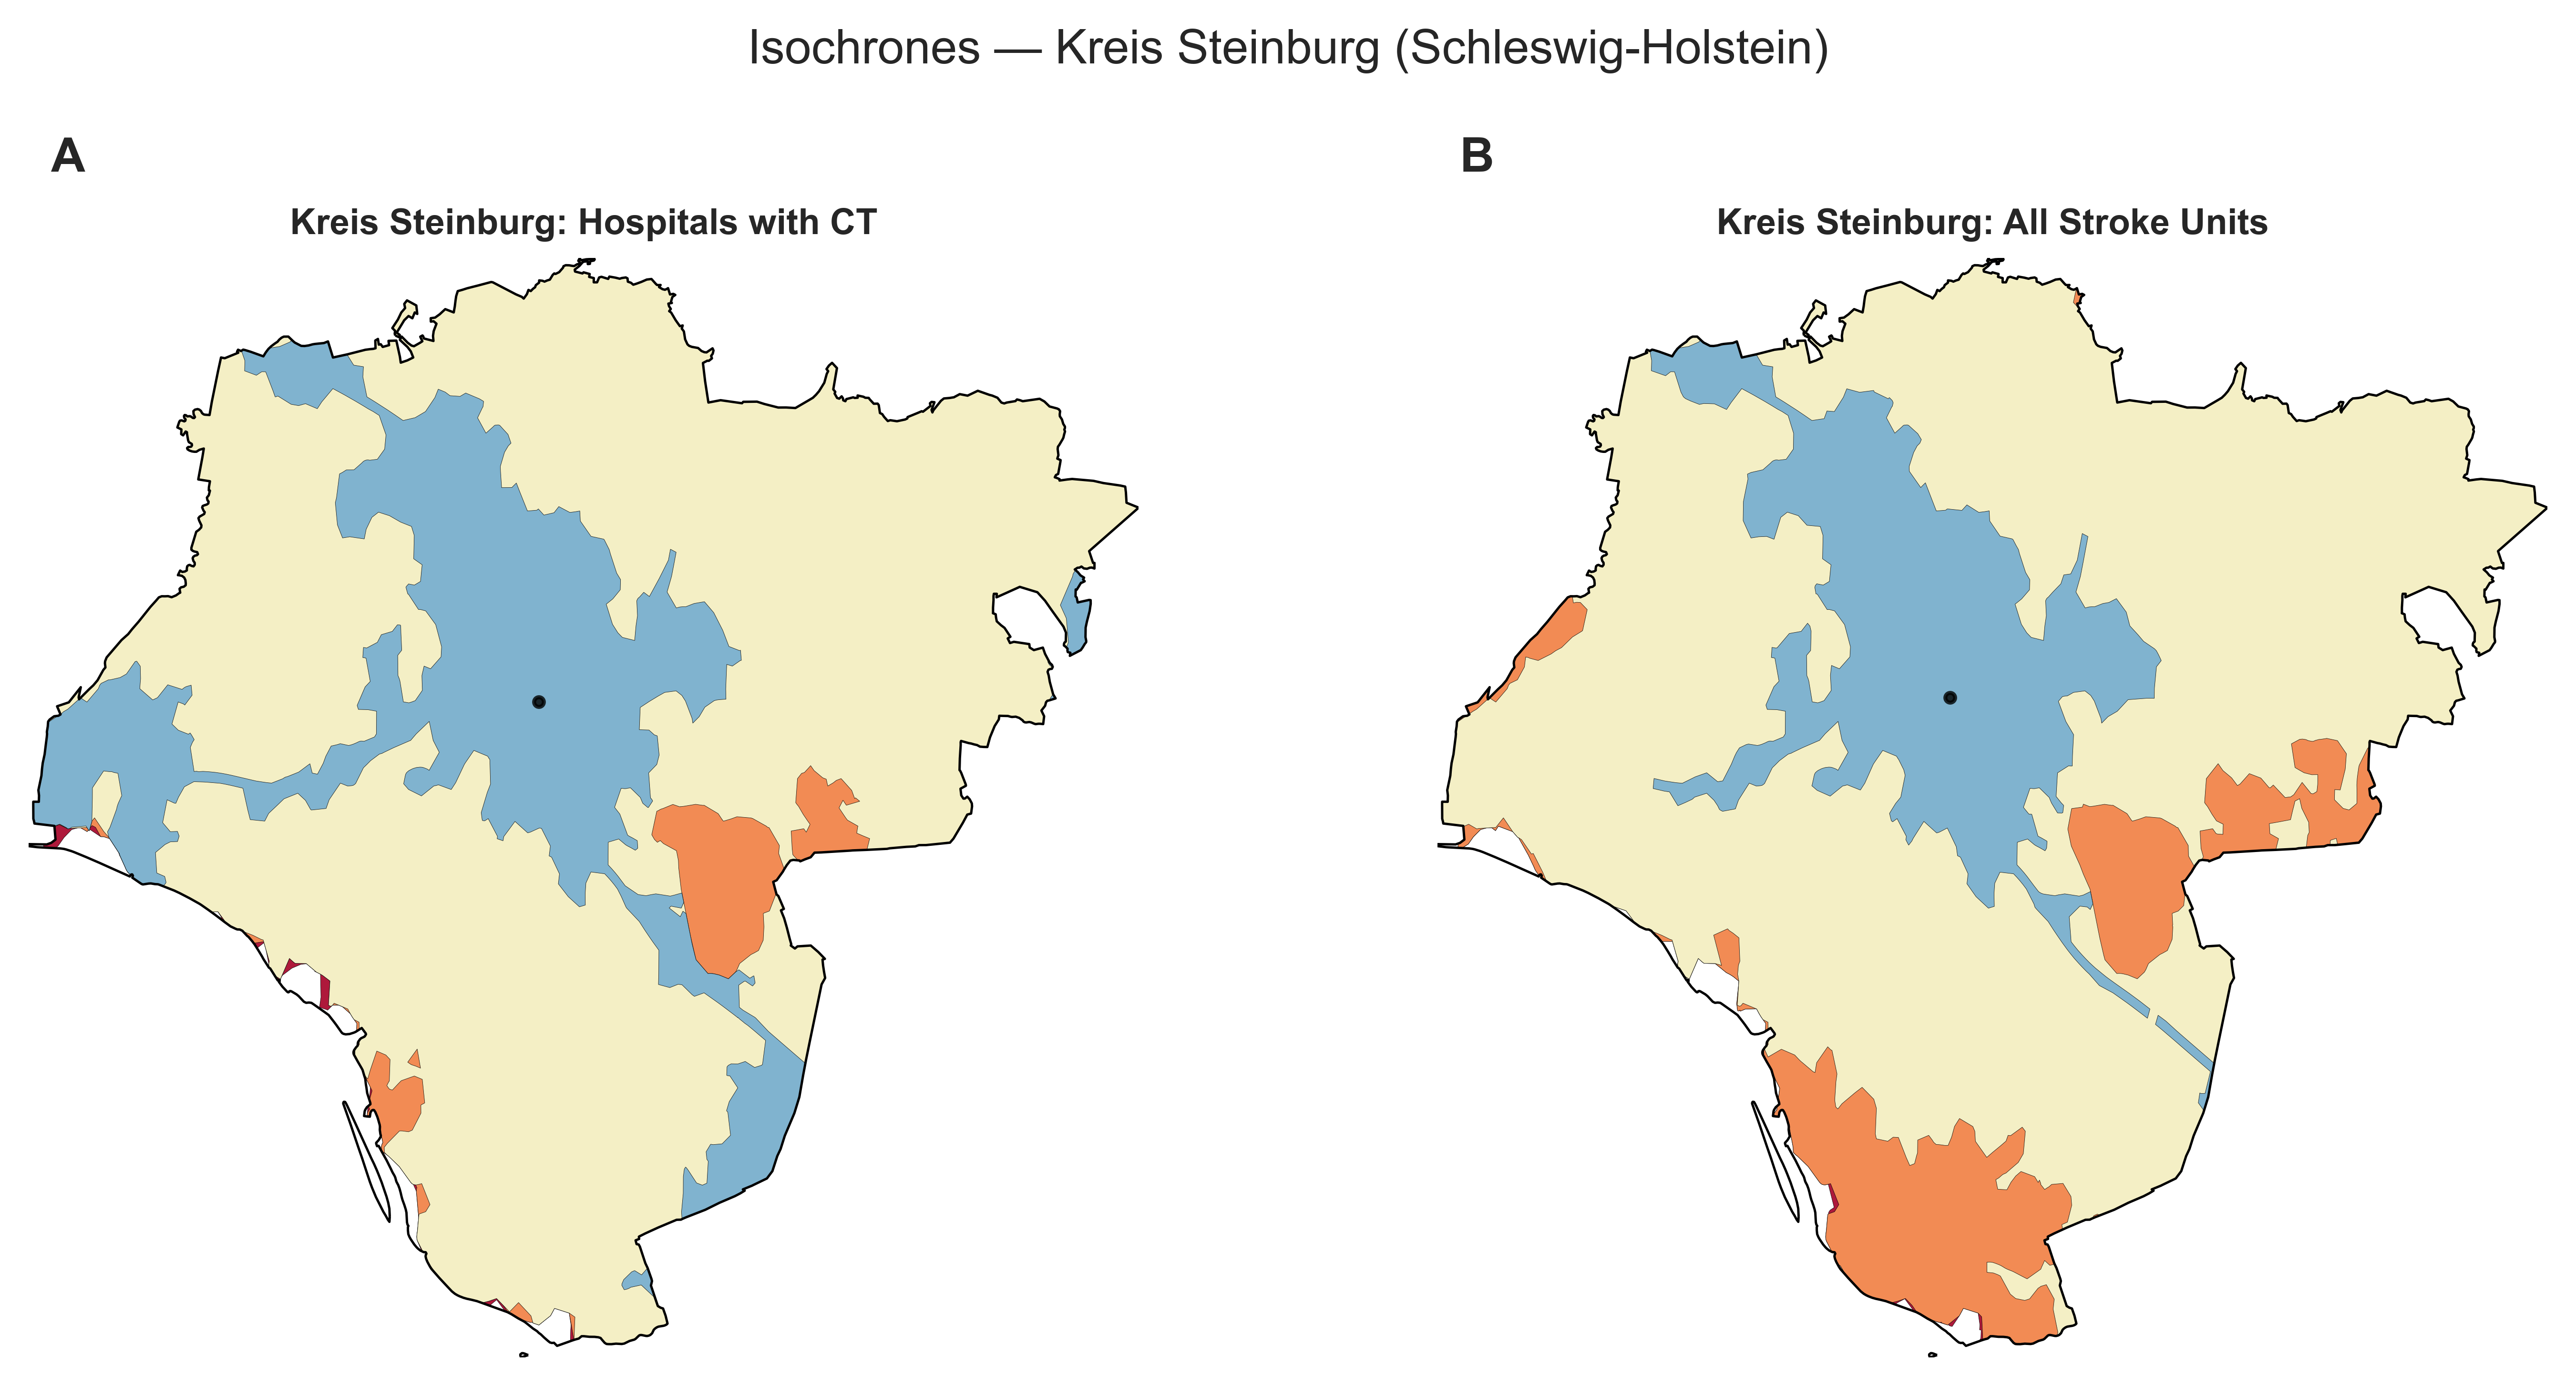 Isochrones — Kreis Steinburg (Schleswig-Holstein)
A
B
Kreis Steinburg: Hospitals with CT
Kreis Steinburg: All Stroke Units